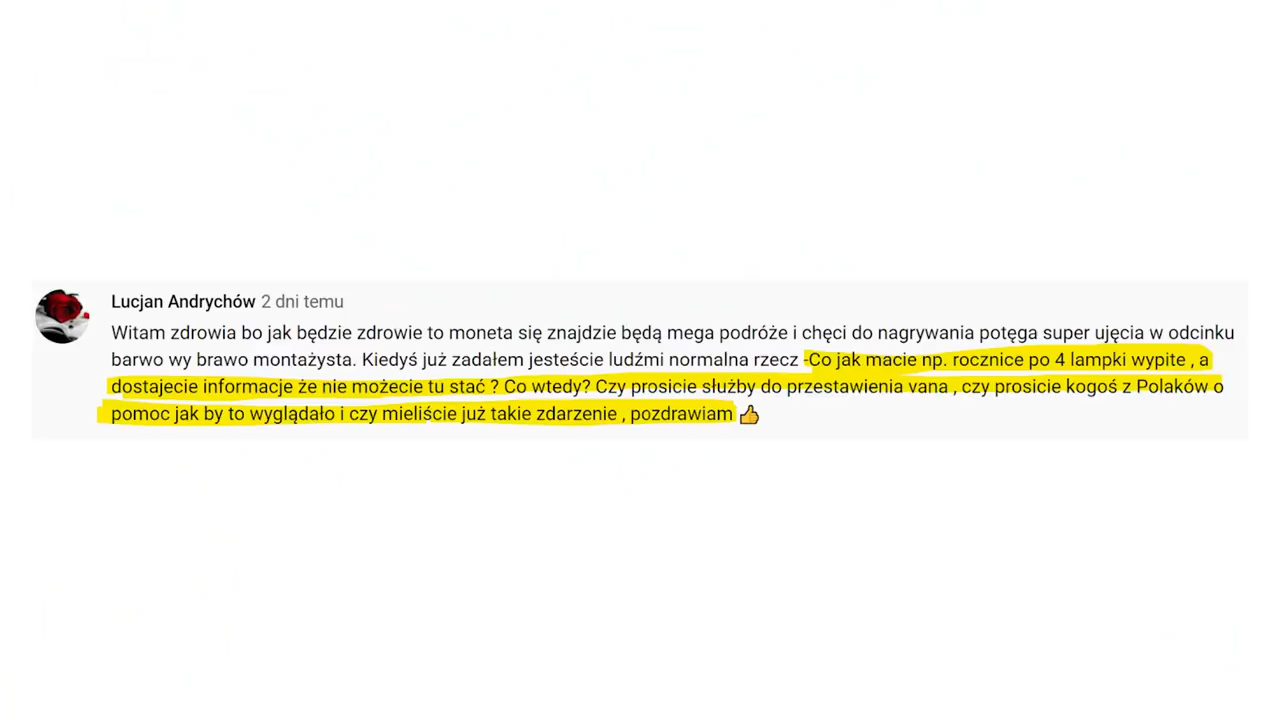 Lucjan Andrychów 2 dni temu
Witam zdrowia bo jak będzie zdrowie to moneta się znajdzie będą mega podróże i chęci do nagrywania potęga super ujęcia w odcinku
barwo wy brawo montażysta. Kiedyś już zadałem jesteście ludźmi normalna rzecz -Co jak macie np. rocznice po 4 lampki wypite , a
dostajecie informacje że nie możecie tu stać ? Co wtedy? Czy prosicie służby do przestawienia vana , czy prosicie kogoś z Polaków o
pomoc jak by to wyglądało i czy mieliście już takie zdarzenie , pozdrawiam 👍